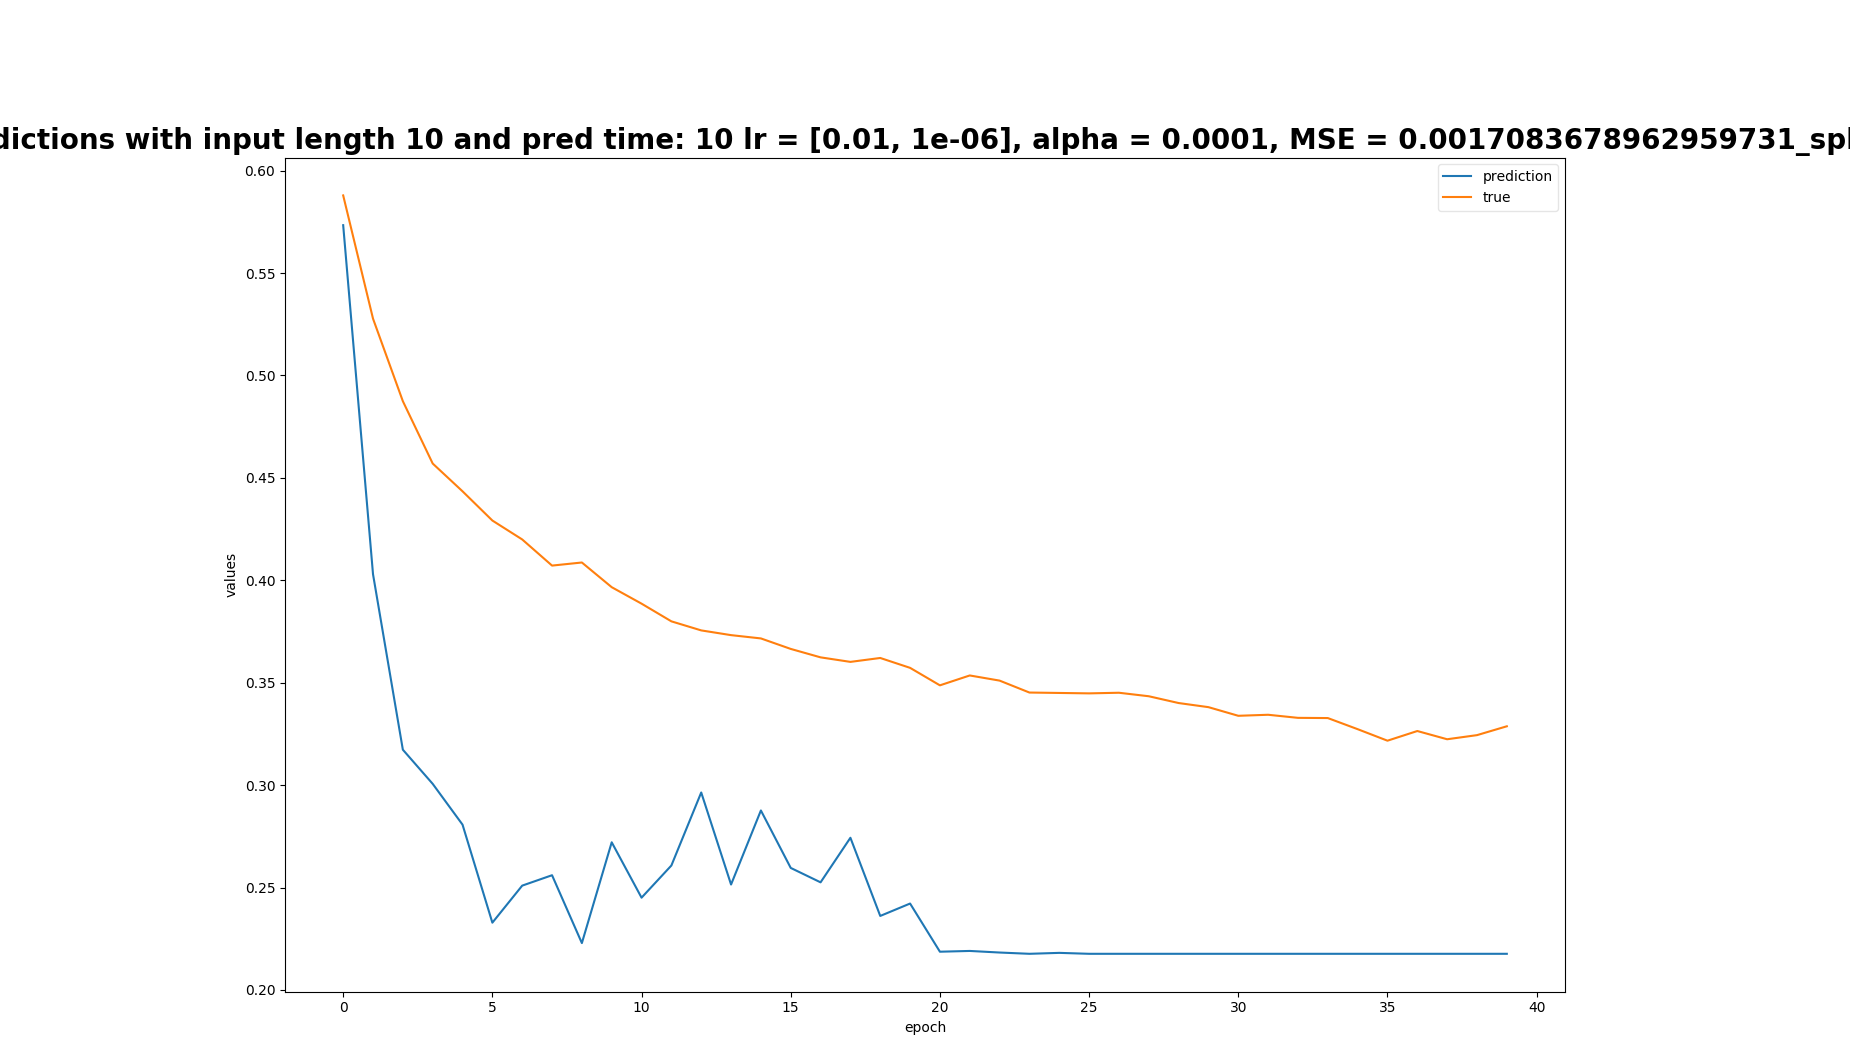 dictions with input length 10 and pred time: 10 lr = [0.01, 1e-06], alpha = 0.0001, MSE = 0.0017083678962959731_spl
prediction
true
0.60
0.55
0.50
0.45
0.40
0.35
0.30
0.25
0.20
values
0 5 10 15 20 25 30 35 40
epoch